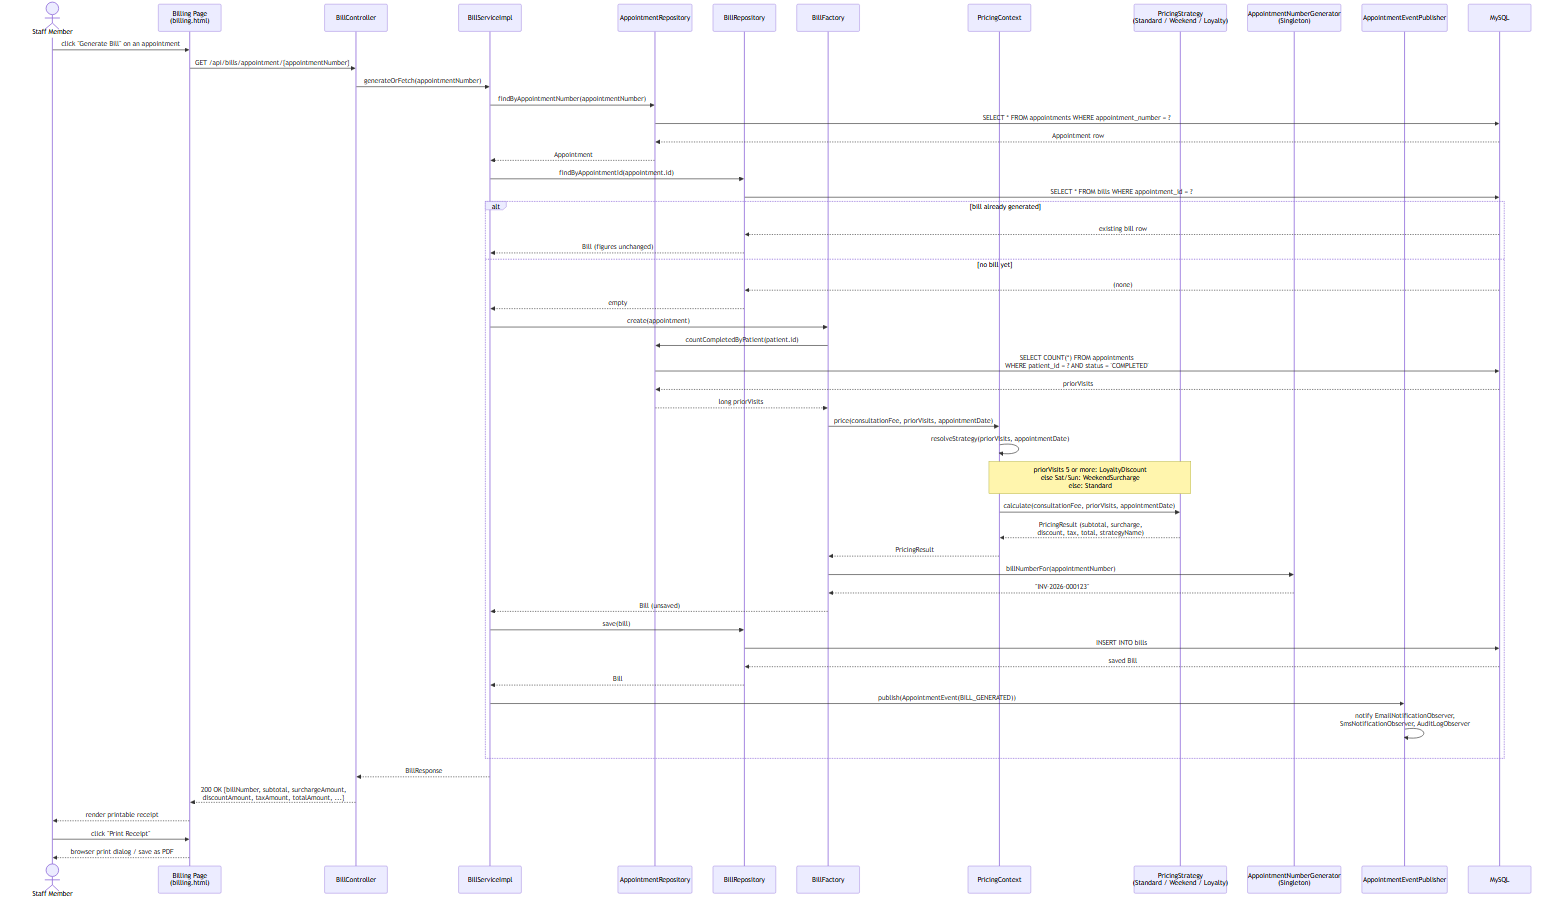 Staff Member
Billing Page
(billing.html)
BillController
BillServiceImpl
AppointmentRepository
BillRepository
BillFactory
PricingContext
PricingStrategy
(Standard / Weekend / Loyalty)
AppointmentNumberGenerator
(Singleton)
AppointmentEventPublisher
MySQL
click "Generate Bill" on an appointment
GET /api/bills/appointment/[appointmentNumber]
generateOrFetch(appointmentNumber)
findByAppointmentNumber(appointmentNumber)
SELECT * FROM appointments WHERE appointment_number = ?
Appointment row
Appointment
findByAppointmentId(appointment.id)
SELECT * FROM bills WHERE appointment_id = ?
alt
[bill already generated]
existing bill row
Bill (figures unchanged)
[no bill yet]
(none)
empty
create(appointment)
countCompletedByPatient(patient.id)
SELECT COUNT(*) FROM appointments
WHERE patient_id = ? AND status = 'COMPLETED'
priorVisits
long priorVisits
price(consultationFee, priorVisits, appointmentDate)
resolveStrategy(priorVisits, appointmentDate)
priorVisits 5 or more: LoyaltyDiscount
else Sat/Sun: WeekendSurcharge
else: Standard
calculate(consultationFee, priorVisits, appointmentDate)
PricingResult (subtotal, surcharge,
discount, tax, total, strategyName)
PricingResult
billNumberFor(appointmentNumber)
"INV-2026-000123"
Bill (unsaved)
save(bill)
INSERT INTO bills
saved Bill
Bill
publish(AppointmentEvent(BILL_GENERATED))
notify EmailNotificationObserver,
SmsNotificationObserver, AuditLogObserver
BillResponse
200 OK [billNumber, subtotal, surchargeAmount,
discountAmount, taxAmount, totalAmount, ...]
render printable receipt
click "Print Receipt"
browser print dialog / save as PDF
Staff Member
Billing Page
(billing.html)
BillController
BillServiceImpl
AppointmentRepository
BillRepository
BillFactory
PricingContext
PricingStrategy
(Standard / Weekend / Loyalty)
AppointmentNumberGenerator
(Singleton)
AppointmentEventPublisher
MySQL